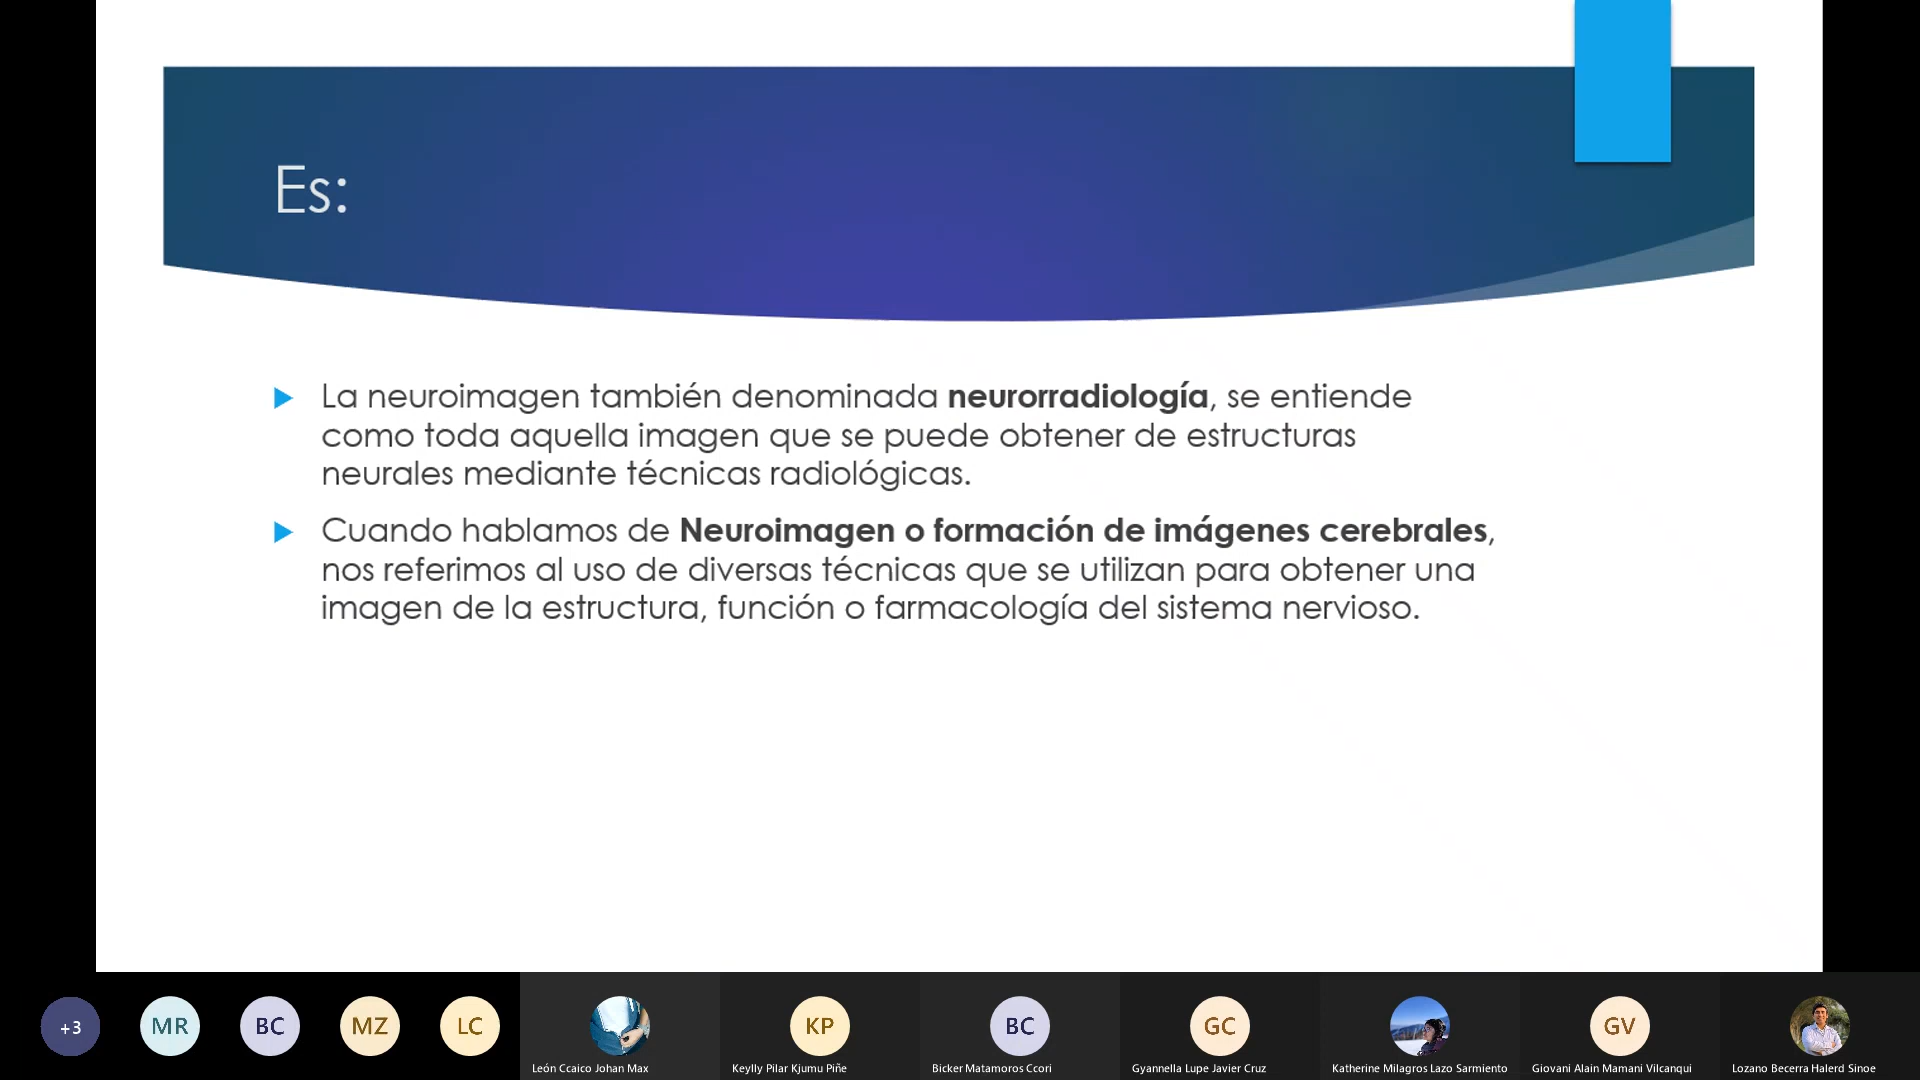 Es:
La neuroimagen también denominada neurorradiología, se entiende
como toda aquella imagen que se puede obtener de estructuras
neurales mediante técnicas radiológicas.
Cuando hablamos de Neuroimagen o formación de imágenes cerebrales,
nos referimos al uso de diversas técnicas que se utilizan para obtener una
imagen de la estructura, función o farmacología del sistema nervioso.
+3
MR
BC
MZ
LC
León Ccaico Johan Max
KP
Keylly Pilar Kjumu Piñe
BC
Bicker Matamoros Ccori
GC
Gyannella Lupe Javier Cruz
Katherine Milagros Lazo Sarmiento
GV
Giovani Alain Mamani Vilcanqui
Lozano Becerra Halerd Sinoe